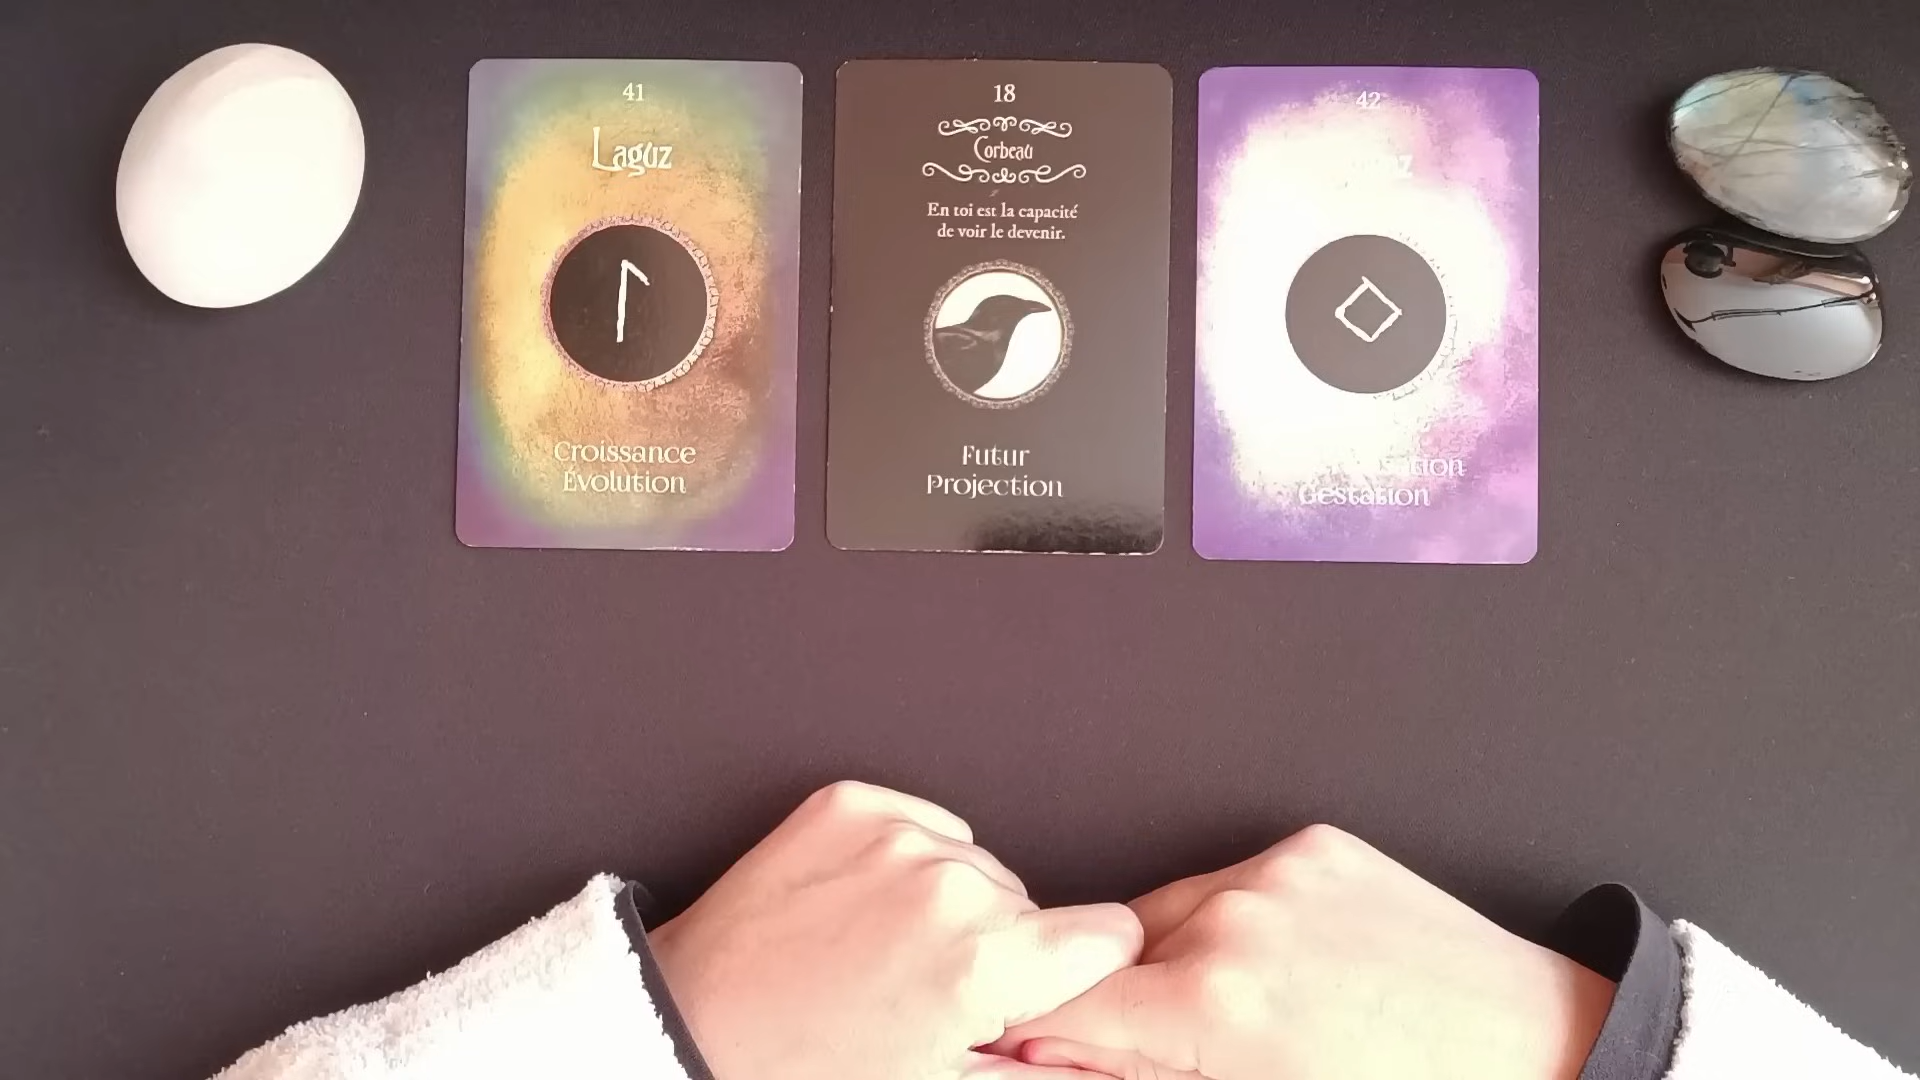 41
Laguz
Croissance
Évolution
18
Corbeau
En toi est la capacité
de voir le devenir.
Futur
Projection
42
Gestation